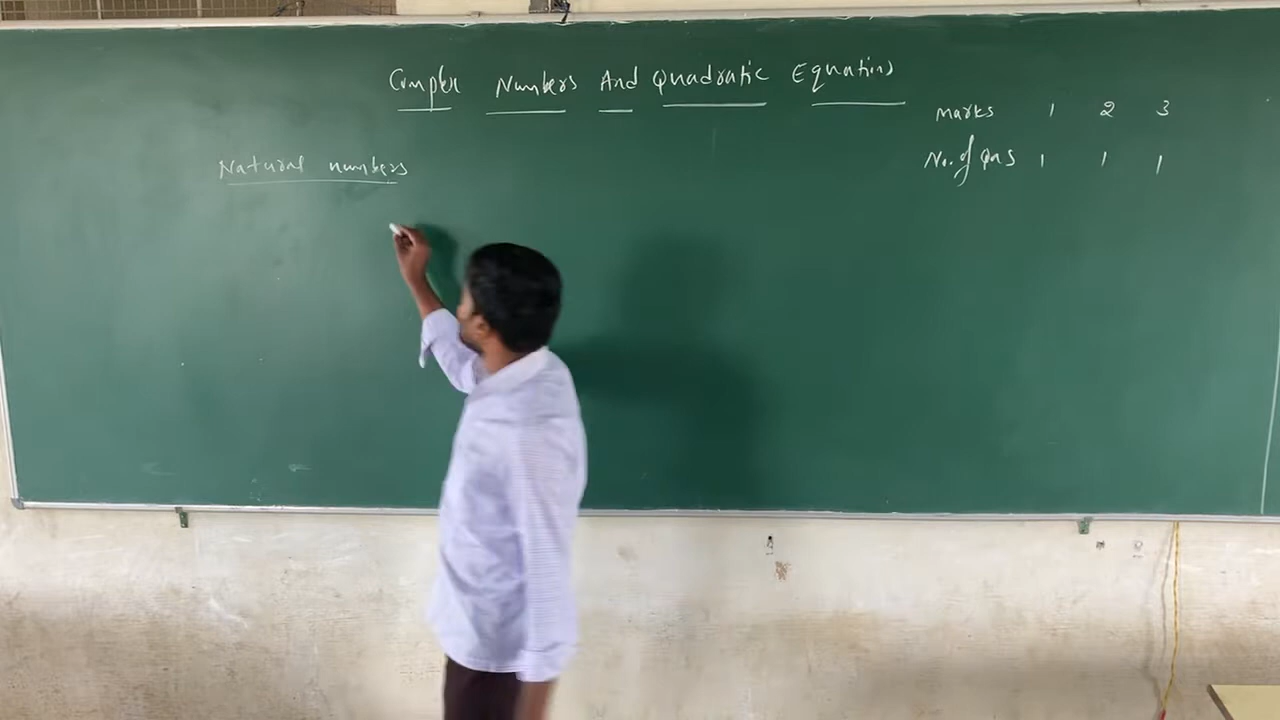 Complex Numbers And Quadratic Equations
Marks 1 2 3
No. of Qns 1 1 1
Natural numbers